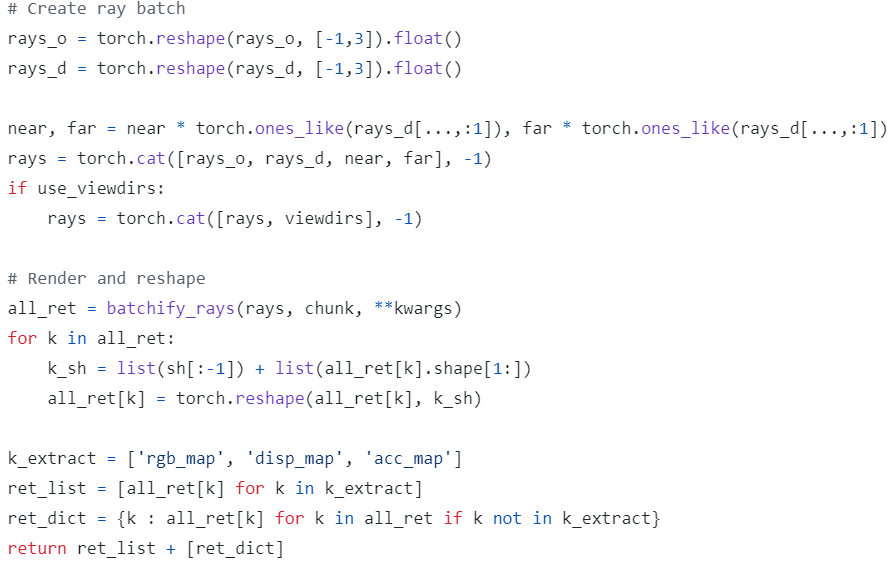 # Create ray batch
rays_o = torch.reshape(rays_o, [-1,3]).float()
rays_d = torch.reshape(rays_d, [-1,3]).float()

near, far = near * torch.ones_like(rays_d[...,:1]), far * torch.ones_like(rays_d[...,:1])
rays = torch.cat([rays_o, rays_d, near, far], -1)
if use_viewdirs:
    rays = torch.cat([rays, viewdirs], -1)

# Render and reshape
all_ret = batchify_rays(rays, chunk, **kwargs)
for k in all_ret:
    k_sh = list(sh[:-1]) + list(all_ret[k].shape[1:])
    all_ret[k] = torch.reshape(all_ret[k], k_sh)

k_extract = ['rgb_map', 'disp_map', 'acc_map']
ret_list = [all_ret[k] for k in k_extract]
ret_dict = {k : all_ret[k] for k in all_ret if k not in k_extract}
return ret_list + [ret_dict]